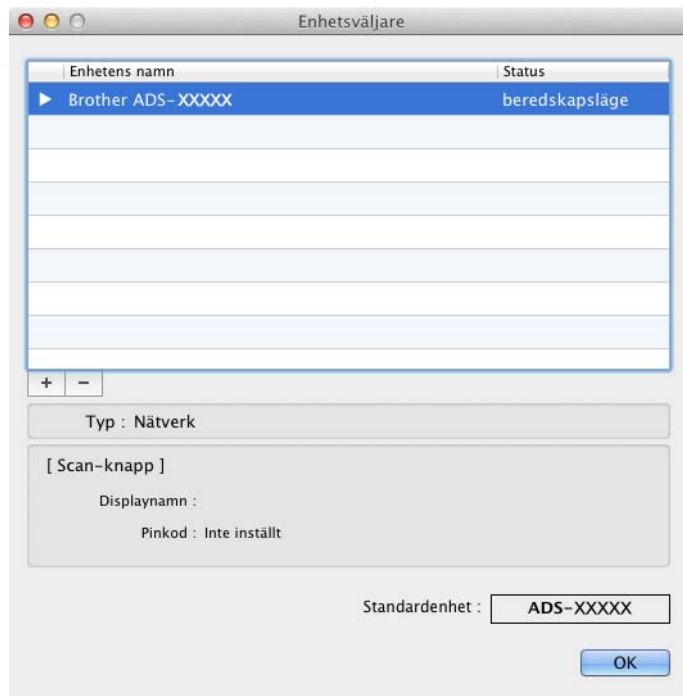 Enhetsväljare
Enhetens namn Status
Brother ADS-XXXXX beredskapsläge
+ −
Typ : Nätverk
[ Scan-knapp ]
Displaynamn :
Pinkod : Inte inställt
Standardenhet : ADS-XXXXX
OK